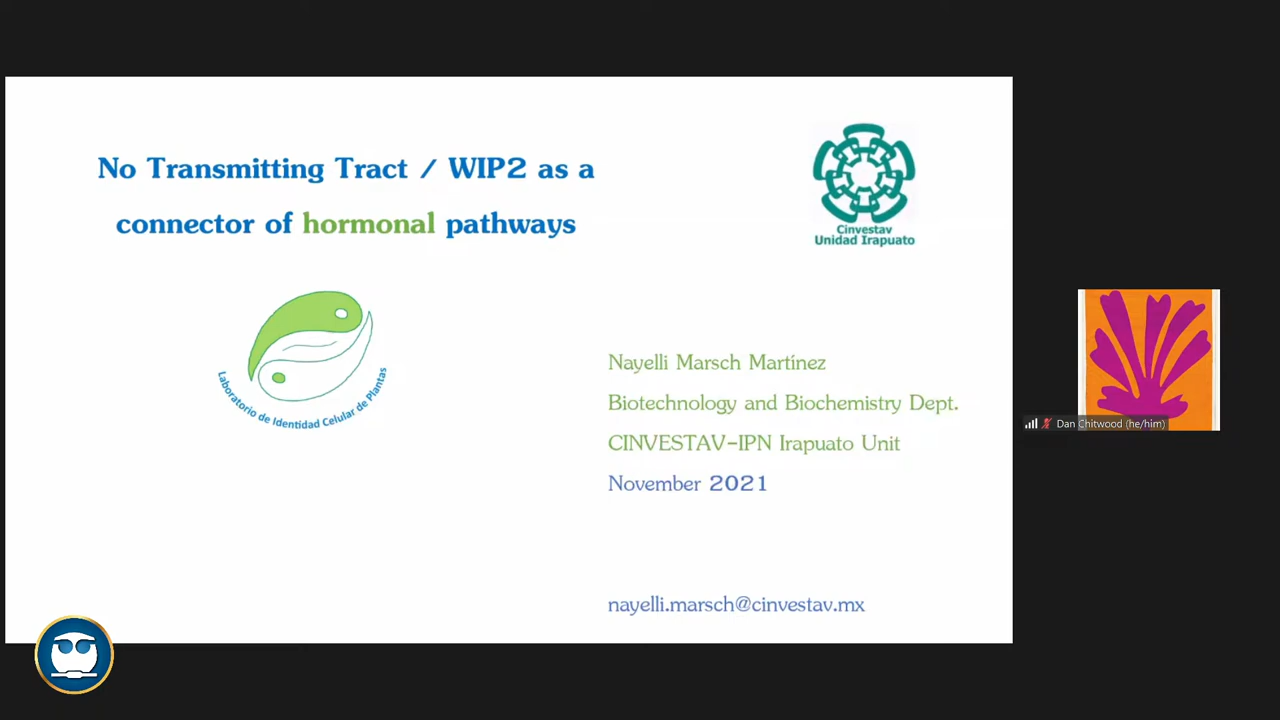 No Transmitting Tract / WIP2 as a
connector of hormonal pathways
Cinvestav
Unidad Irapuato
Laboratorio de Identidad Celular de Plantas
Nayelli Marsch Martínez
Biotechnology and Biochemistry Dept.
CINVESTAV-IPN Irapuato Unit
November 2021
nayelli.marsch@cinvestav.mx
Dan Chitwood (he/him)